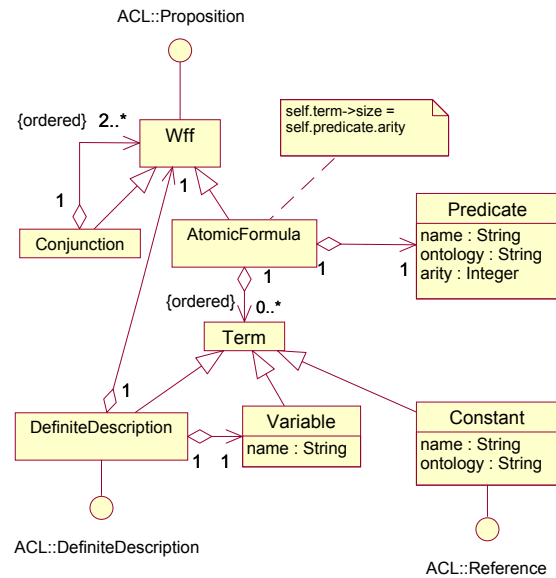 ACL::Proposition
self.term->size =
self.predicate.arity
{ordered}
2..*
Wff
1
1
Conjunction
AtomicFormula
1
1
1
Predicate
name : String
ontology : String
arity : Integer
{ordered}
0..*
Term
1
DefiniteDescription
1
1
Variable
name : String
Constant
name : String
ontology : String
ACL::DefiniteDescription
ACL::Reference